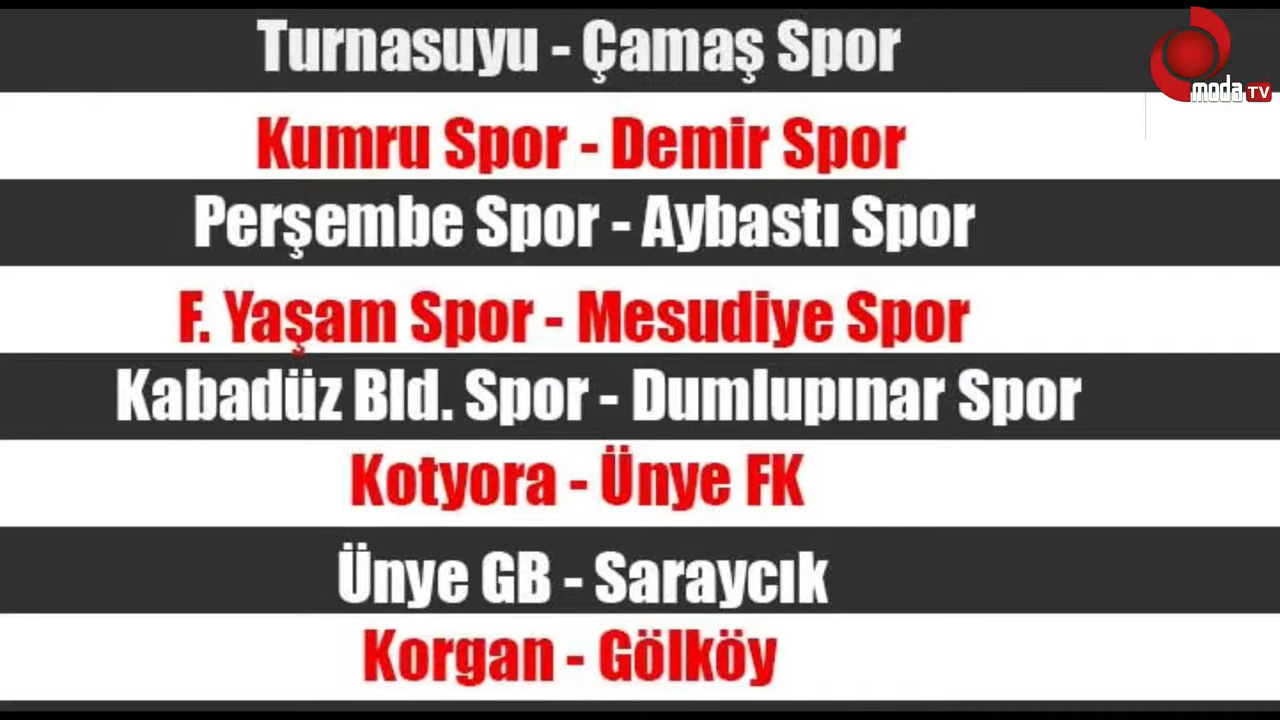 Turnasuyu - Çamaş Spor
moda TV
Kumru Spor - Demir Spor
Perşembe Spor - Aybastı Spor
F. Yaşam Spor - Mesudiye Spor
Kabadüz Bld. Spor - Dumlupınar Spor
Kotyora - Ünye FK
Ünye GB - Saraycık
Korgan - Gölköy